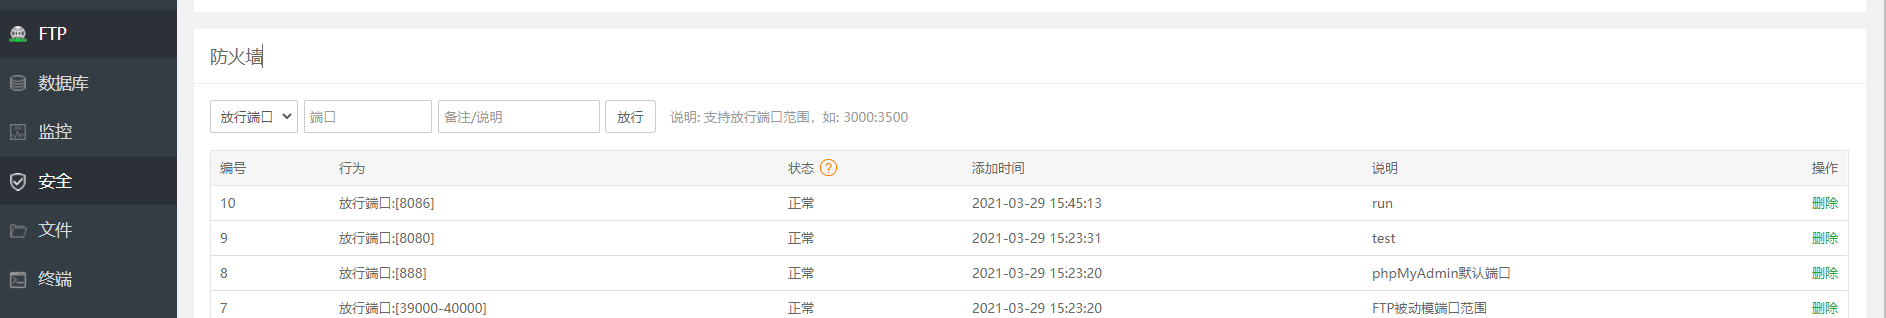 FTP
数据库
监控
安全
文件
终端
防火墙
放行端口 端口 备注/说明 放行 说明: 支持放行端口范围，如: 3000:3500
编号 行为 状态 ? 添加时间 说明 操作
10 放行端口:[8086] 正常 2021-03-29 15:45:13 run 删除
9 放行端口:[8080] 正常 2021-03-29 15:23:31 test 删除
8 放行端口:[888] 正常 2021-03-29 15:23:20 phpMyAdmin默认端口 删除
7 放行端口:[39000-40000] 正常 2021-03-29 15:23:20 FTP被动模端口范围 删除